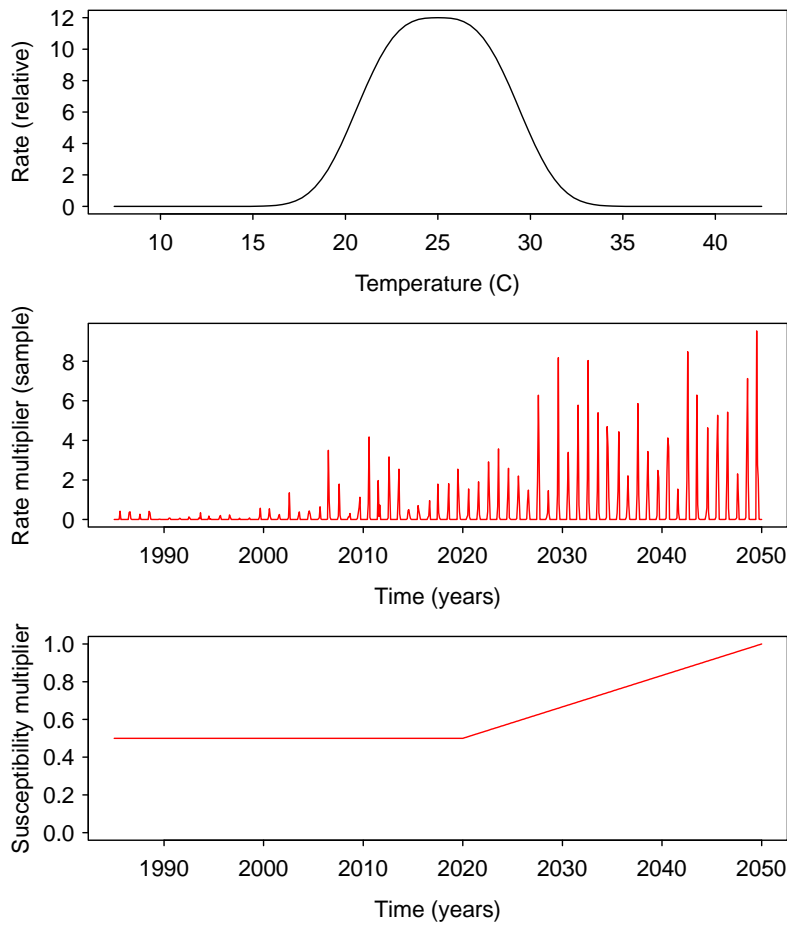 Rate (relative)
12
10
8
6
4
2
0
10 15 20 25 30 35 40
Temperature (C)
Rate multiplier (sample)
8
6
4
2
0
1990 2000 2010 2020 2030 2040 2050
Time (years)
Susceptibility multiplier
1.0
0.8
0.6
0.4
0.2
0.0
1990 2000 2010 2020 2030 2040 2050
Time (years)